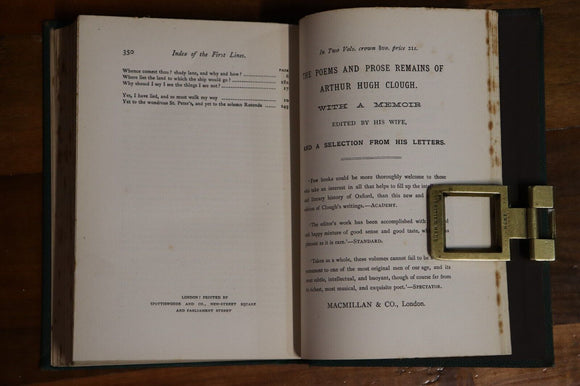 350 Index of the First Lines.
PAGE
Whence comest thou? shady lane, and why and how?
Where lies the land to which the ship would go?
Why should I say I see the things I see not?
Yes, I have lied, and so must walk my way
Yet to the wondrous St. Peter's, and yet to the solemn Rotonda
LONDON: PRINTED BY
SPOTTISWOODE AND CO., NEW-STREET SQUARE
AND PARLIAMENT STREET
In Two Vols. crown 8vo. price 21s.
THE POEMS AND PROSE REMAINS OF
ARTHUR HUGH CLOUGH.
WITH A MEMOIR
EDITED BY HIS WIFE,
AND A SELECTION FROM HIS LETTERS.
'Few books could be more thoroughly welcome to those
who take an interest in all that helps to fill up the
and literary history of Oxford, than this new and
edition of Clough's writings.'—ACADEMY.
'The editor's work has been accomplished with
and happy mixture of good sense and good taste, which
pleasant as it is rare.'—STANDARD.
'Taken as a whole, these volumes cannot fail to be a
monument to one of the most original men of our age, and its
most subtle, intellectual, and buoyant, though of course far from
its richest, most musical, and exquisite poet.'—SPECTATOR.
MACMILLAN & CO., London.